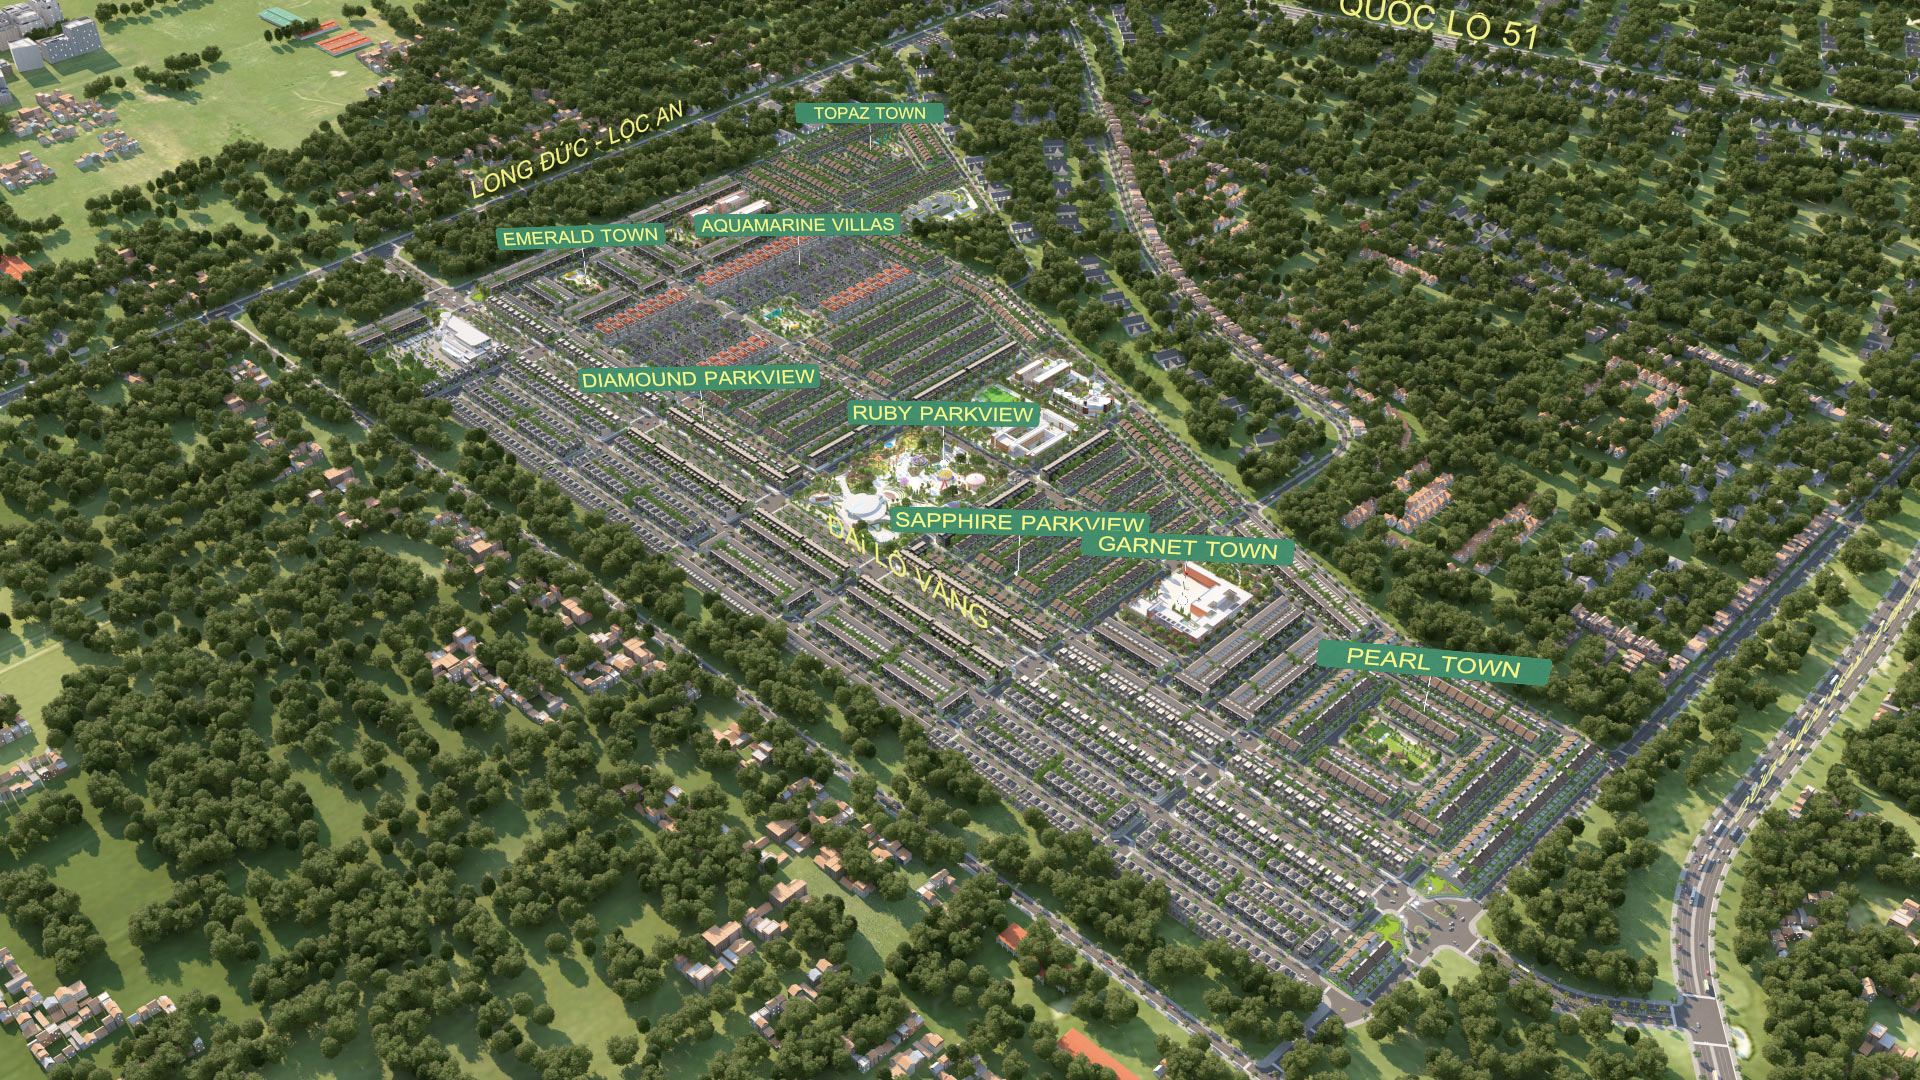 QUỐC LỘ 51
TOPAZ TOWN
LONG ĐỨC - LỘC AN
AQUAMARINE VILLAS
EMERALD TOWN
DIAMOUND PARKVIEW
RUBY PARKVIEW
SAPPHIRE PARKVIEW
GARNET TOWN
ĐẠI LỘ VÀNG
PEARL TOWN